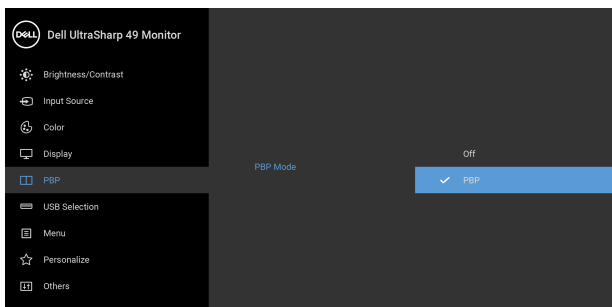 DELL Dell UltraSharp 49 Monitor
Brightness/Contrast
Input Source
Color
Display
Off
PBP Mode
PBP
PBP
USB Selection
Menu
Personalize
Others